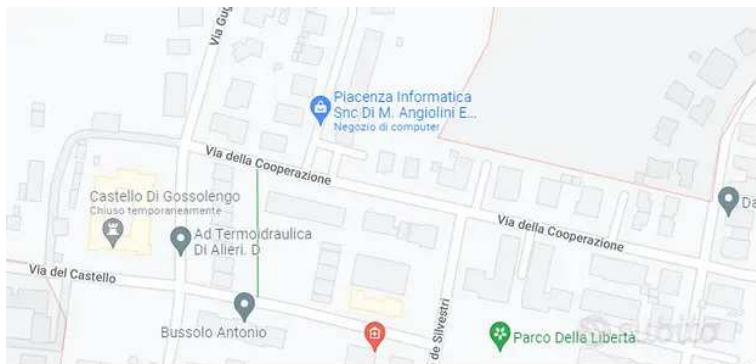 Via Gug
Piacenza Informatica
Snc Di M. Angiolini E...
Negozio di computer
Via della Cooperazione
Castello Di Gossolengo
Chiuso temporaneamente
Da
Ad Termoidraulica
Di Alieri. D
Via della Cooperazione
Via del Castello
Bussolo Antonio
de Silvestri
Parco Della Libertà
subito